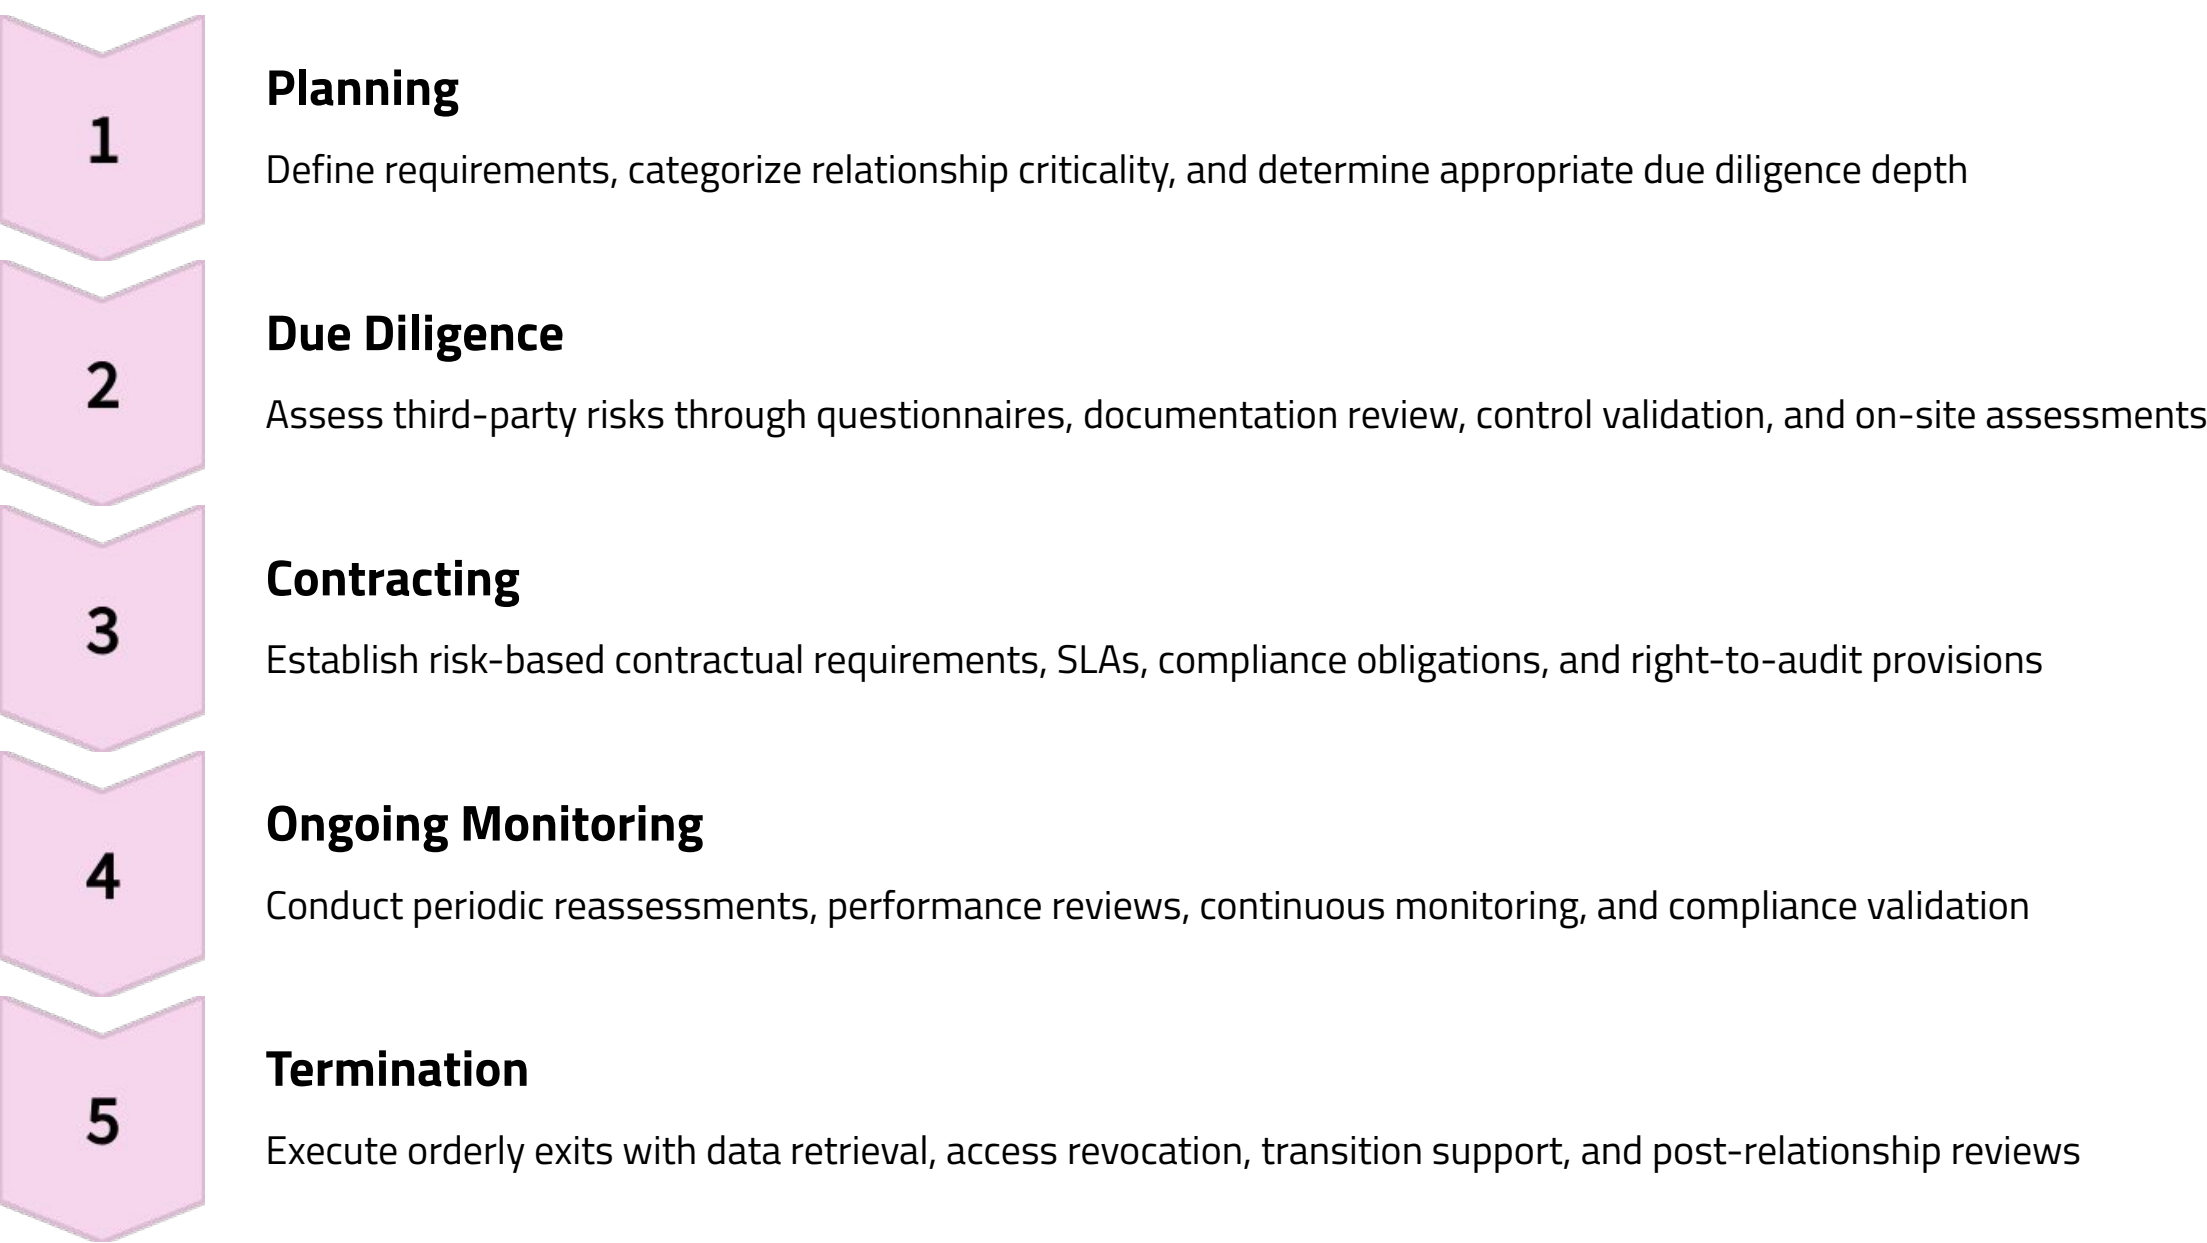 1
Planning
Define requirements, categorize relationship criticality, and determine appropriate due diligence depth
2
Due Diligence
Assess third-party risks through questionnaires, documentation review, control validation, and on-site assessments
3
Contracting
Establish risk-based contractual requirements, SLAs, compliance obligations, and right-to-audit provisions
4
Ongoing Monitoring
Conduct periodic reassessments, performance reviews, continuous monitoring, and compliance validation
5
Termination
Execute orderly exits with data retrieval, access revocation, transition support, and post-relationship reviews